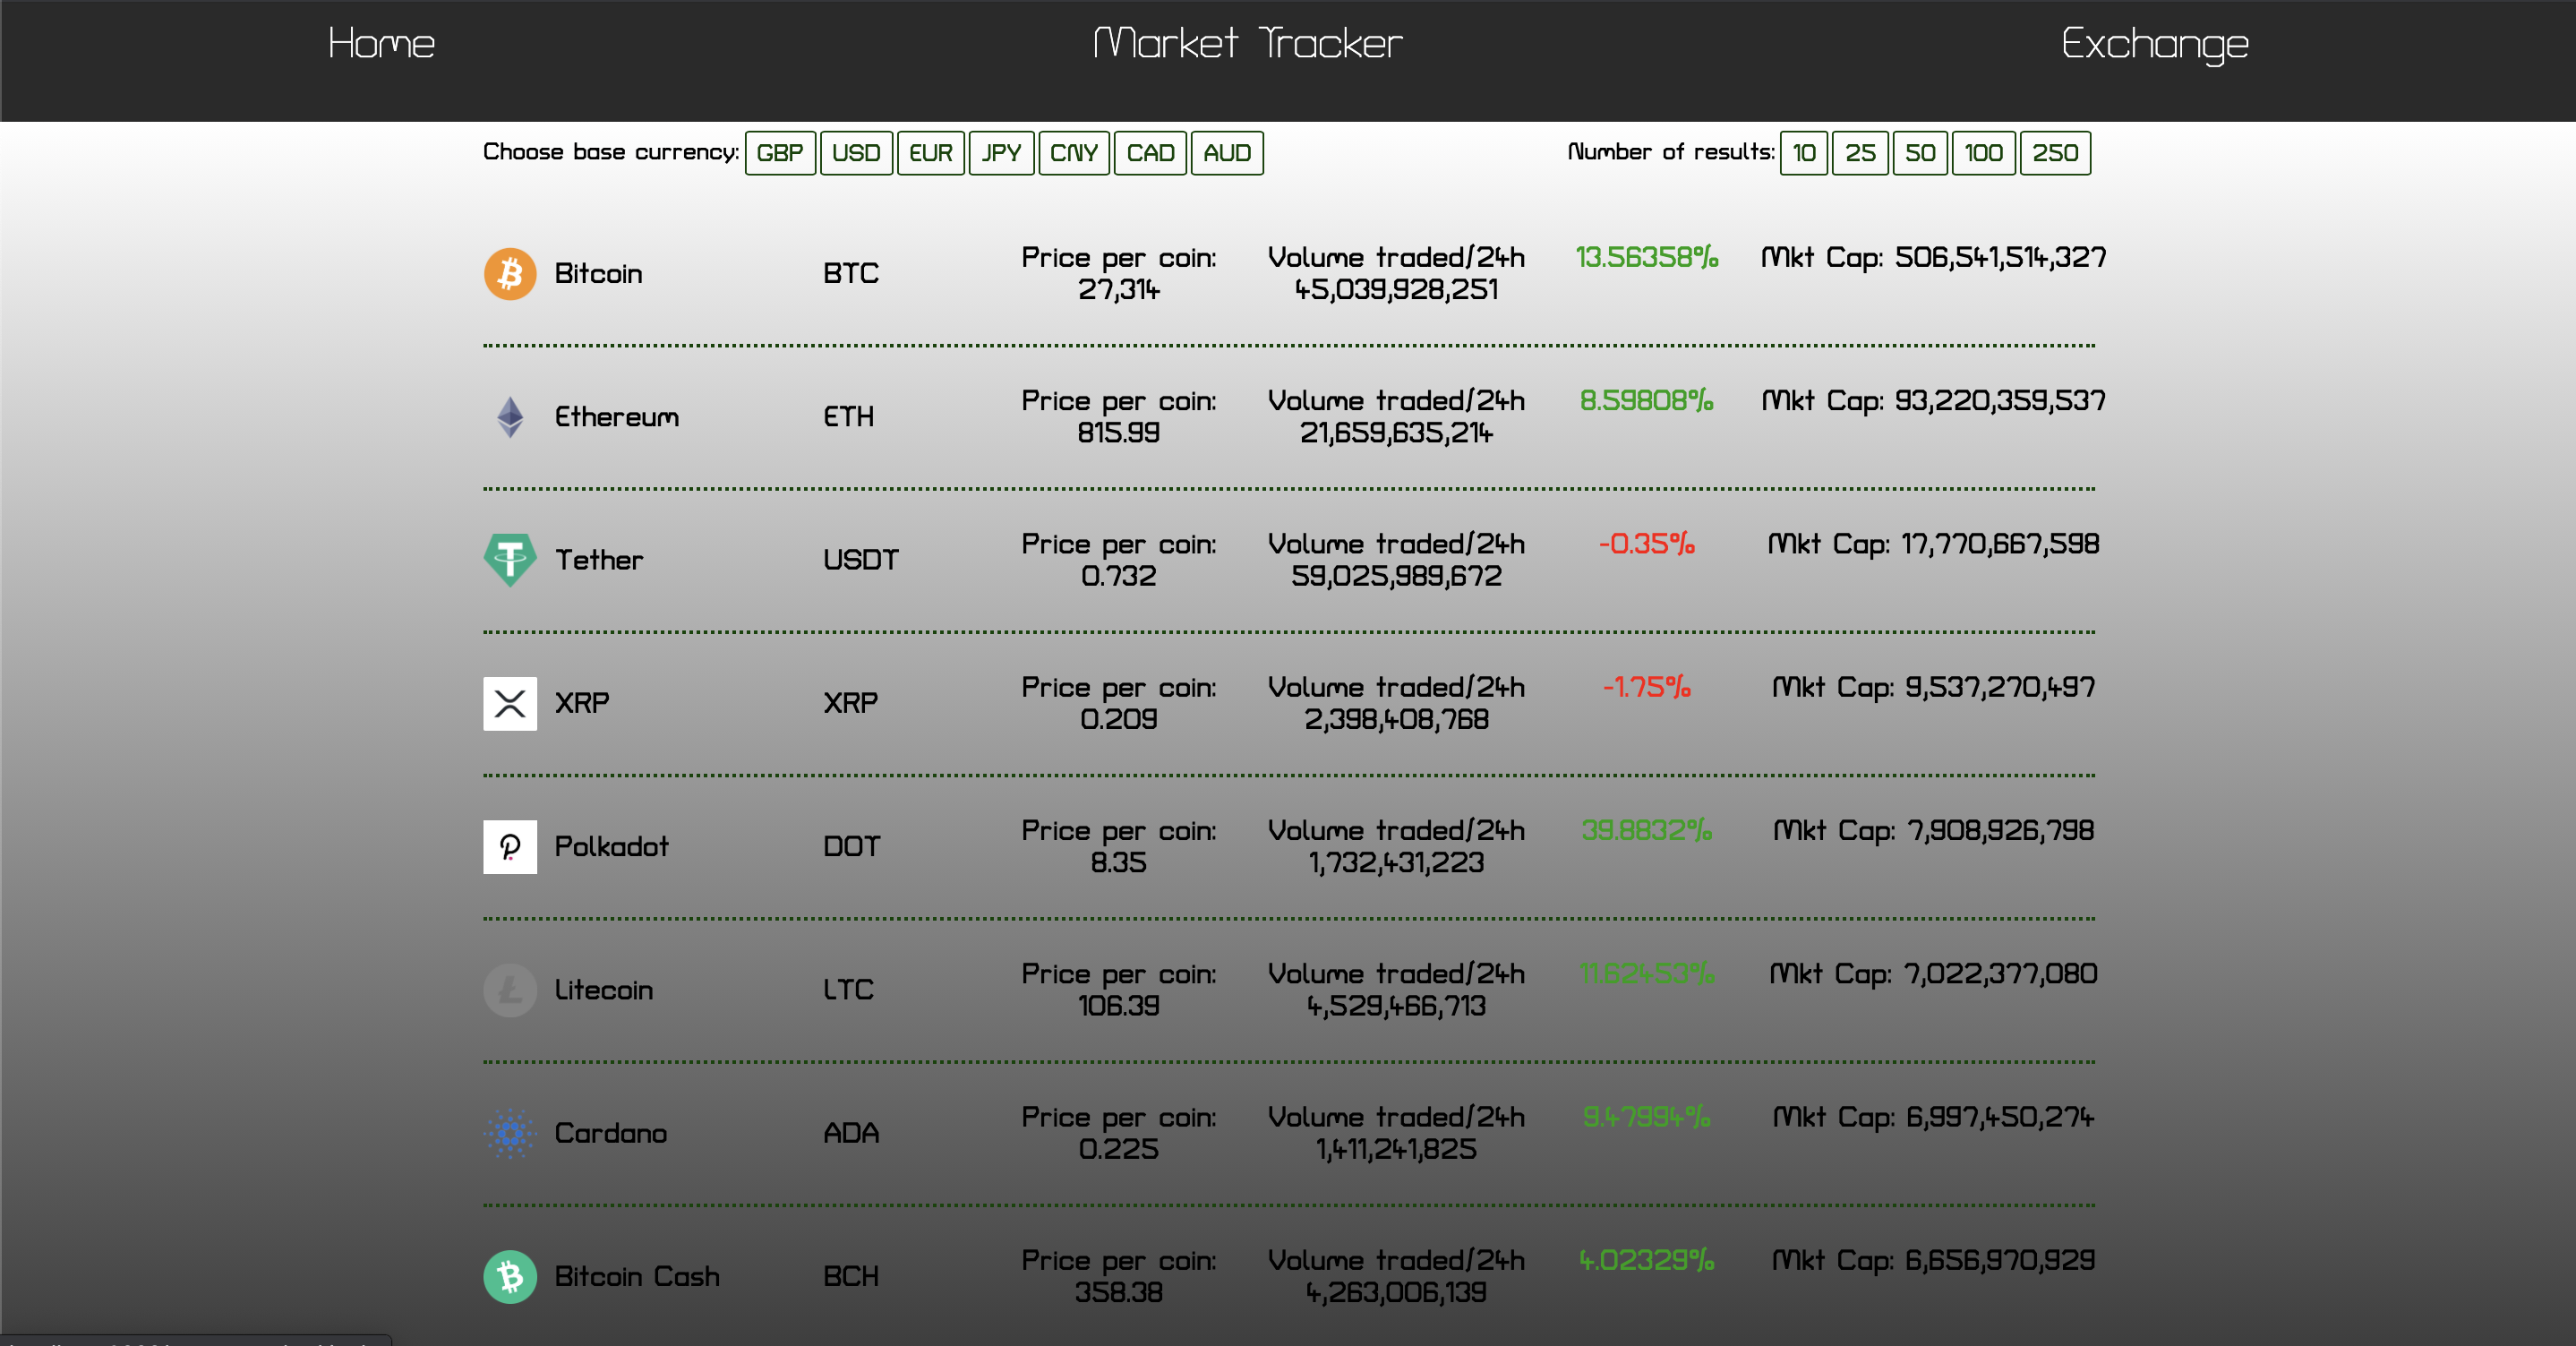 Home Market Tracker Exchange
Choose base currency: GBP USD EUR JPY CNY CAD AUD Number of results: 10 25 50 100 250
Bitcoin BTC Price per coin: Volume traded/24h 13.56358% Mkt Cap: 506,541,514,327
27,314 45,039,928,251
Ethereum ETH Price per coin: Volume traded/24h 8.59808% Mkt Cap: 93,220,359,537
815.99 21,659,635,214
Tether USDT Price per coin: Volume traded/24h -0.35% Mkt Cap: 17,770,667,598
0.732 59,025,989,672
XRP XRP Price per coin: Volume traded/24h -1.75% Mkt Cap: 9,537,270,497
0.209 2,398,408,768
Polkadot DOT Price per coin: Volume traded/24h 39.8832% Mkt Cap: 7,908,926,798
8.35 1,732,431,223
Litecoin LTC Price per coin: Volume traded/24h 11.62453% Mkt Cap: 7,022,377,080
106.39 4,529,466,713
Cardano ADA Price per coin: Volume traded/24h 9.47994% Mkt Cap: 6,997,450,274
0.225 1,411,241,825
Bitcoin Cash BCH Price per coin: Volume traded/24h 4.02329% Mkt Cap: 6,656,970,929
358.38 4,263,006,139